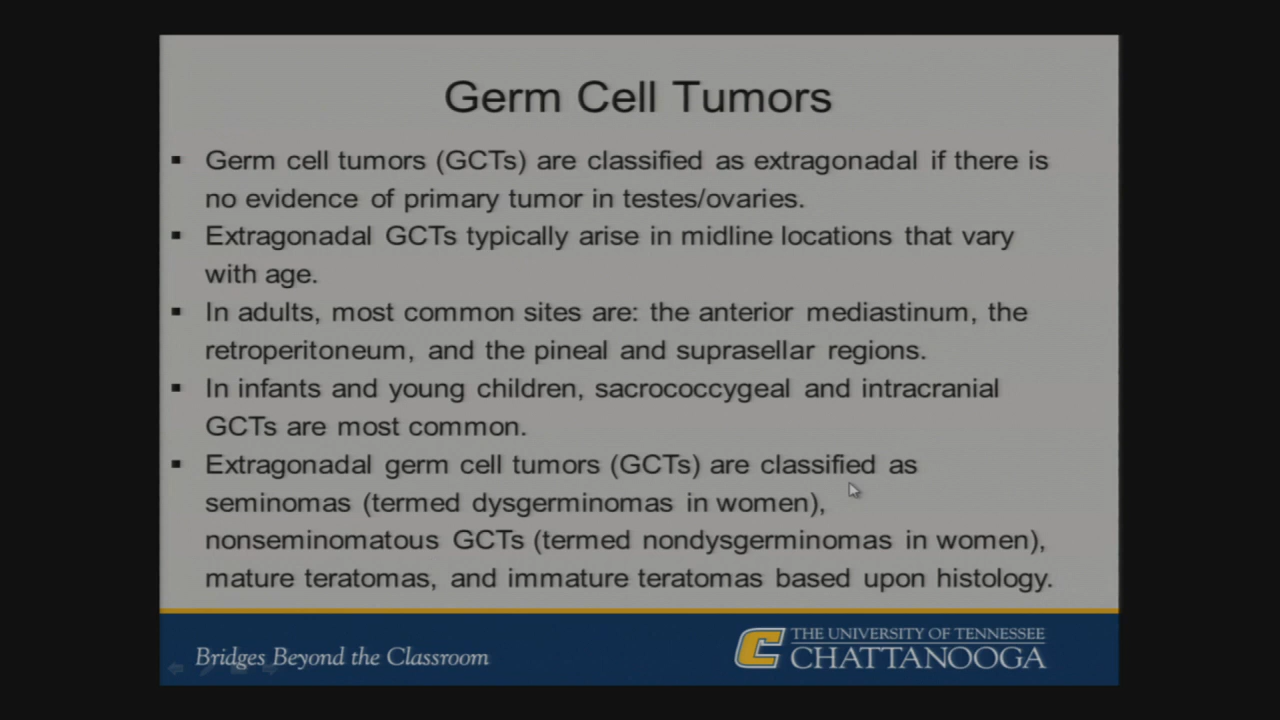 Germ Cell Tumors
▪ Germ cell tumors (GCTs) are classified as extragonadal if there is
no evidence of primary tumor in testes/ovaries.
▪ Extragonadal GCTs typically arise in midline locations that vary
with age.
▪ In adults, most common sites are: the anterior mediastinum, the
retroperitoneum, and the pineal and suprasellar regions.
▪ In infants and young children, sacrococcygeal and intracranial
GCTs are most common.
▪ Extragonadal germ cell tumors (GCTs) are classified as
seminomas (termed dysgerminomas in women),
nonseminomatous GCTs (termed nondysgerminomas in women),
mature teratomas, and immature teratomas based upon histology.
Bridges Beyond the Classroom
C THE UNIVERSITY OF TENNESSEE
CHATTANOOGA